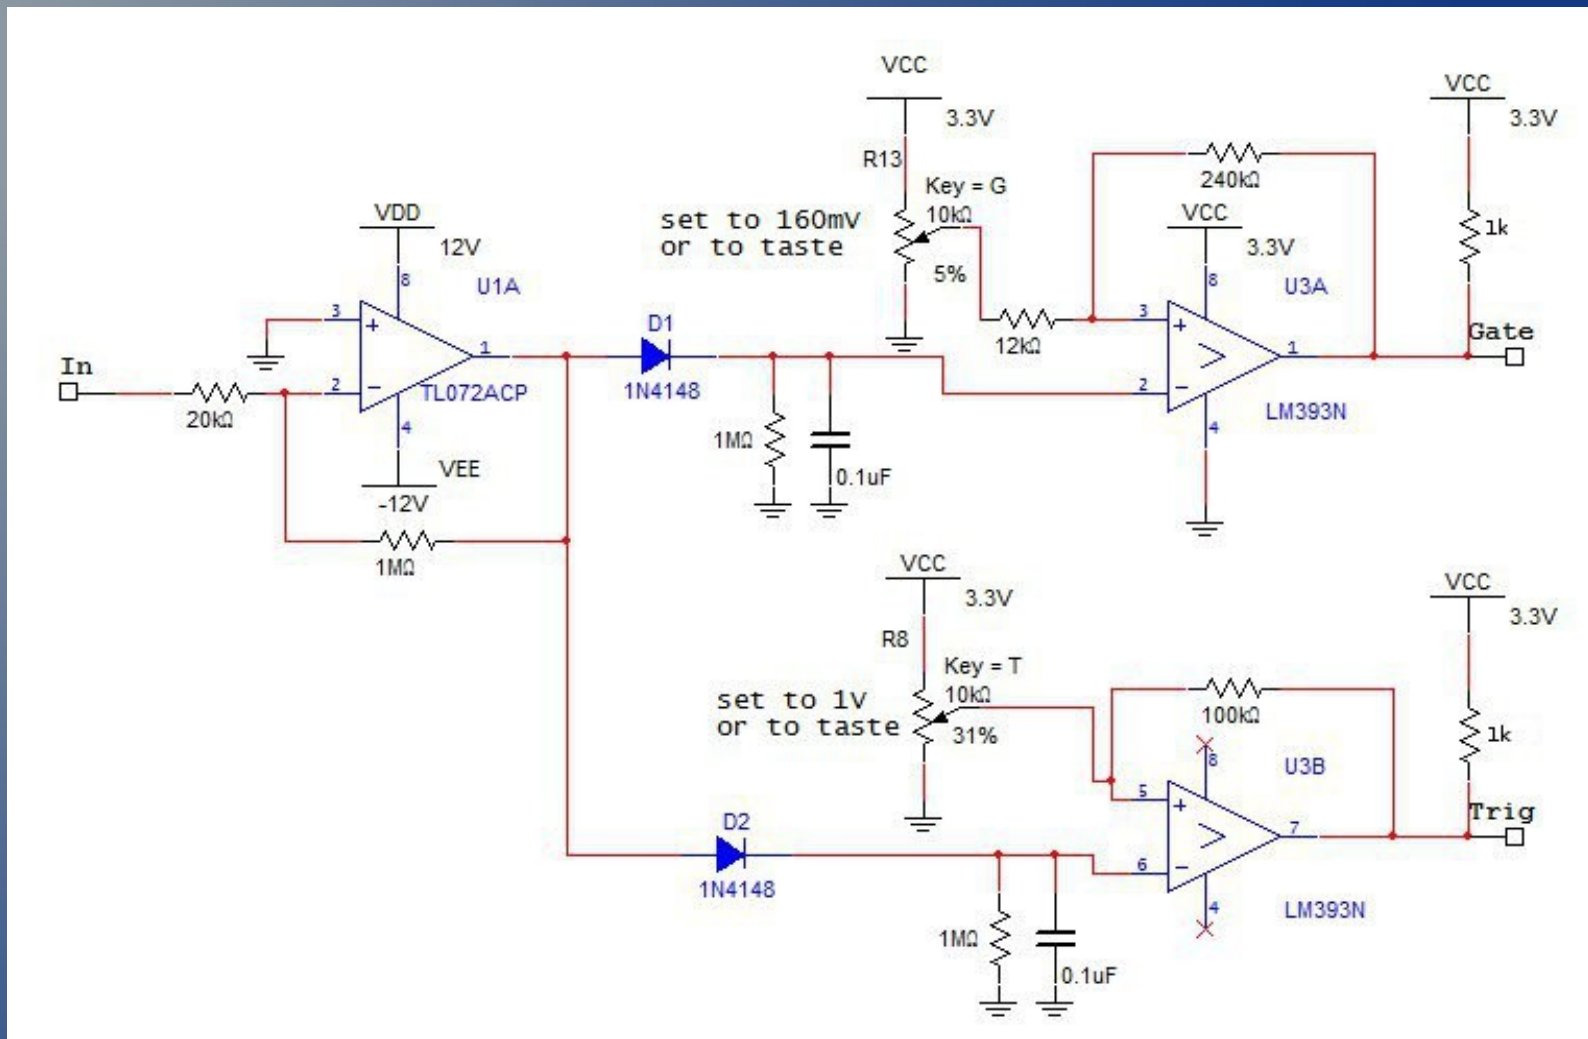 VCC
3.3V
R13
Key = G
10kΩ
5%
set to 160mV
or to taste
12kΩ
240kΩ
VCC
3.3V
8
U3A
3
+
>
1
2
−
4
LM393N
VCC
3.3V
1k
Gate
VDD
12V
8
U1A
3
+
1
2
−
TL072ACP
4
VEE
-12V
In
20kΩ
1MΩ
D1
1N4148
1MΩ
0.1uF
VCC
3.3V
R8
Key = T
10kΩ
31%
set to 1V
or to taste
100kΩ
8
U3B
5
+
>
7
6
−
4
LM393N
VCC
3.3V
1k
Trig
D2
1N4148
1MΩ
0.1uF